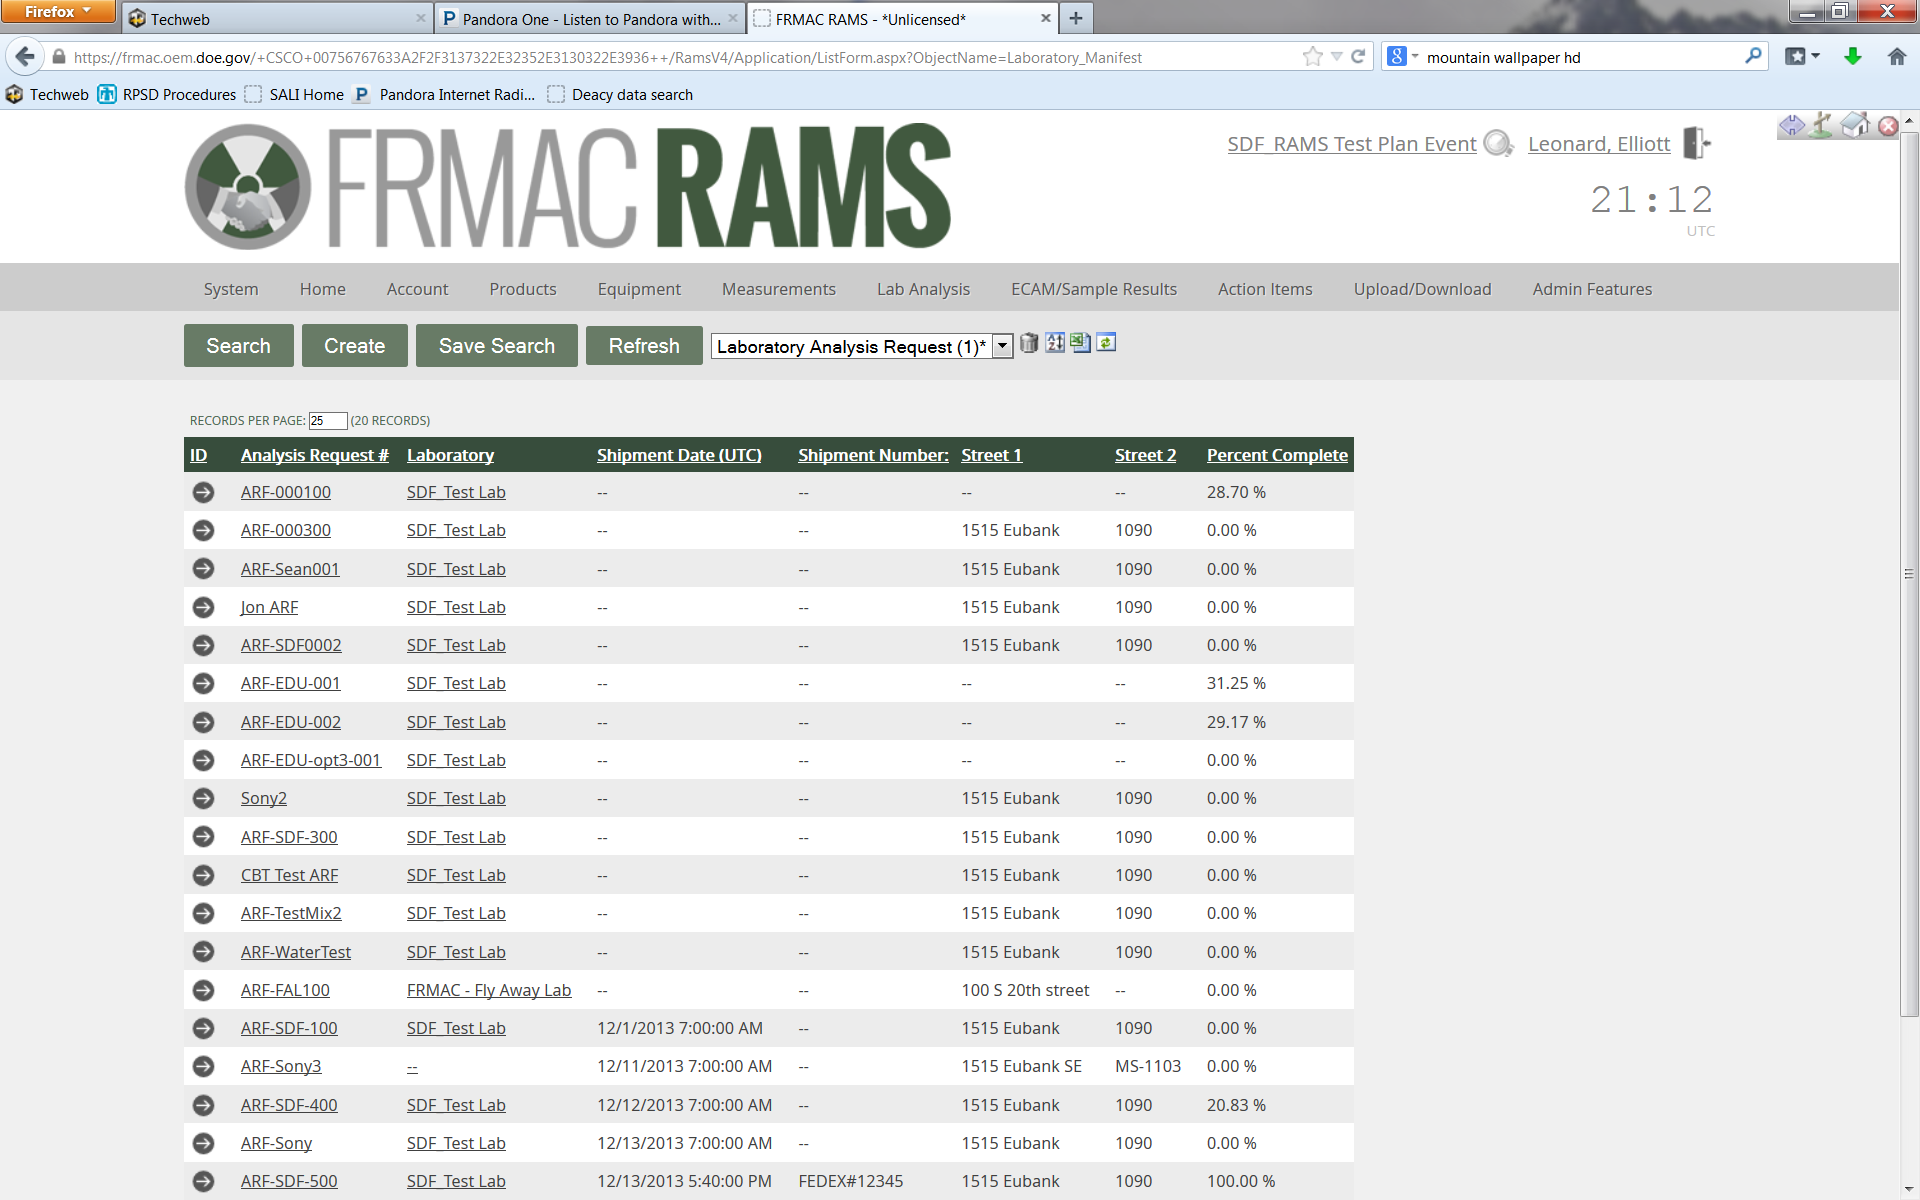 Firefox
Techweb
Pandora One - Listen to Pandora with...
FRMAC RAMS - *Unlicensed*
https://frmac.oem.doe.gov/+CSCO+00756767633A2F2F3137322E32352E3130322E3936++/RamsV4/Application/ListForm.aspx?ObjectName=Laboratory_Manifest
mountain wallpaper hd
Techweb RPSD Procedures SALI Home Pandora Internet Radi... Deacy data search
FRMAC RAMS
SDF_RAMS Test Plan Event Leonard, Elliott
21:12
UTC
System Home Account Products Equipment Measurements Lab Analysis ECAM/Sample Results Action Items Upload/Download Admin Features
Search Create Save Search Refresh Laboratory Analysis Request (1)*
RECORDS PER PAGE: 25 (20 RECORDS)
ID Analysis Request # Laboratory Shipment Date (UTC) Shipment Number: Street 1 Street 2 Percent Complete
ARF-000100 SDF_Test Lab -- -- -- -- 28.70 %
ARF-000300 SDF_Test Lab -- -- 1515 Eubank 1090 0.00 %
ARF-Sean001 SDF_Test Lab -- -- 1515 Eubank 1090 0.00 %
Jon ARF SDF_Test Lab -- -- 1515 Eubank 1090 0.00 %
ARF-SDF0002 SDF_Test Lab -- -- 1515 Eubank 1090 0.00 %
ARF-EDU-001 SDF_Test Lab -- -- -- -- 31.25 %
ARF-EDU-002 SDF_Test Lab -- -- -- -- 29.17 %
ARF-EDU-opt3-001 SDF_Test Lab -- -- -- -- 0.00 %
Sony2 SDF_Test Lab -- -- 1515 Eubank 1090 0.00 %
ARF-SDF-300 SDF_Test Lab -- -- 1515 Eubank 1090 0.00 %
CBT Test ARF SDF_Test Lab -- -- 1515 Eubank 1090 0.00 %
ARF-TestMix2 SDF_Test Lab -- -- 1515 Eubank 1090 0.00 %
ARF-WaterTest SDF_Test Lab -- -- 1515 Eubank 1090 0.00 %
ARF-FAL100 FRMAC - Fly Away Lab -- -- 100 S 20th street -- 0.00 %
ARF-SDF-100 SDF_Test Lab 12/1/2013 7:00:00 AM -- 1515 Eubank 1090 0.00 %
ARF-Sony3 -- 12/11/2013 7:00:00 AM -- 1515 Eubank SE MS-1103 0.00 %
ARF-SDF-400 SDF_Test Lab 12/12/2013 7:00:00 AM -- 1515 Eubank 1090 20.83 %
ARF-Sony SDF_Test Lab 12/13/2013 7:00:00 AM -- 1515 Eubank 1090 0.00 %
ARF-SDF-500 SDF_Test Lab 12/13/2013 5:40:00 PM FEDEX#12345 1515 Eubank 1090 100.00 %